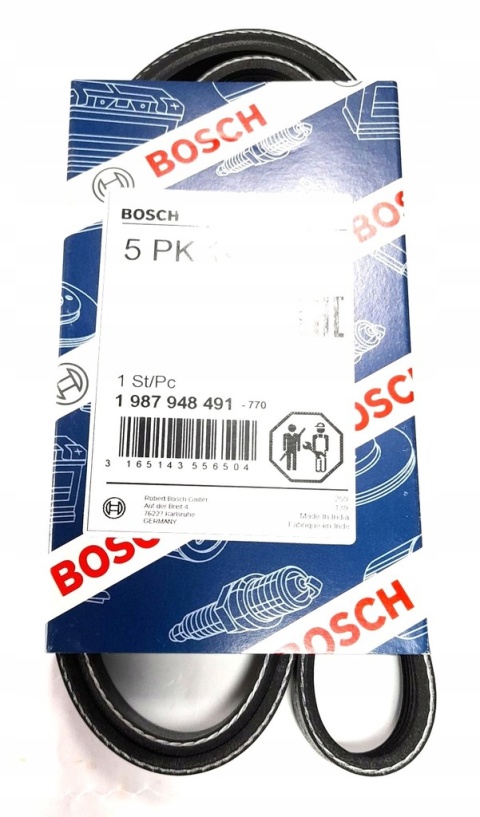 BOSCH
BOSCH
BOSCH
5 PK
1 St/Pc
1 987 948 491 - 770
3 165143 556504
Robert Bosch GmbH
Auf der Breit 4
76227 Karlsruhe
GERMANY
Made in India
Fabriqué en Inde
BOSCH
BOSCH
BOSCH